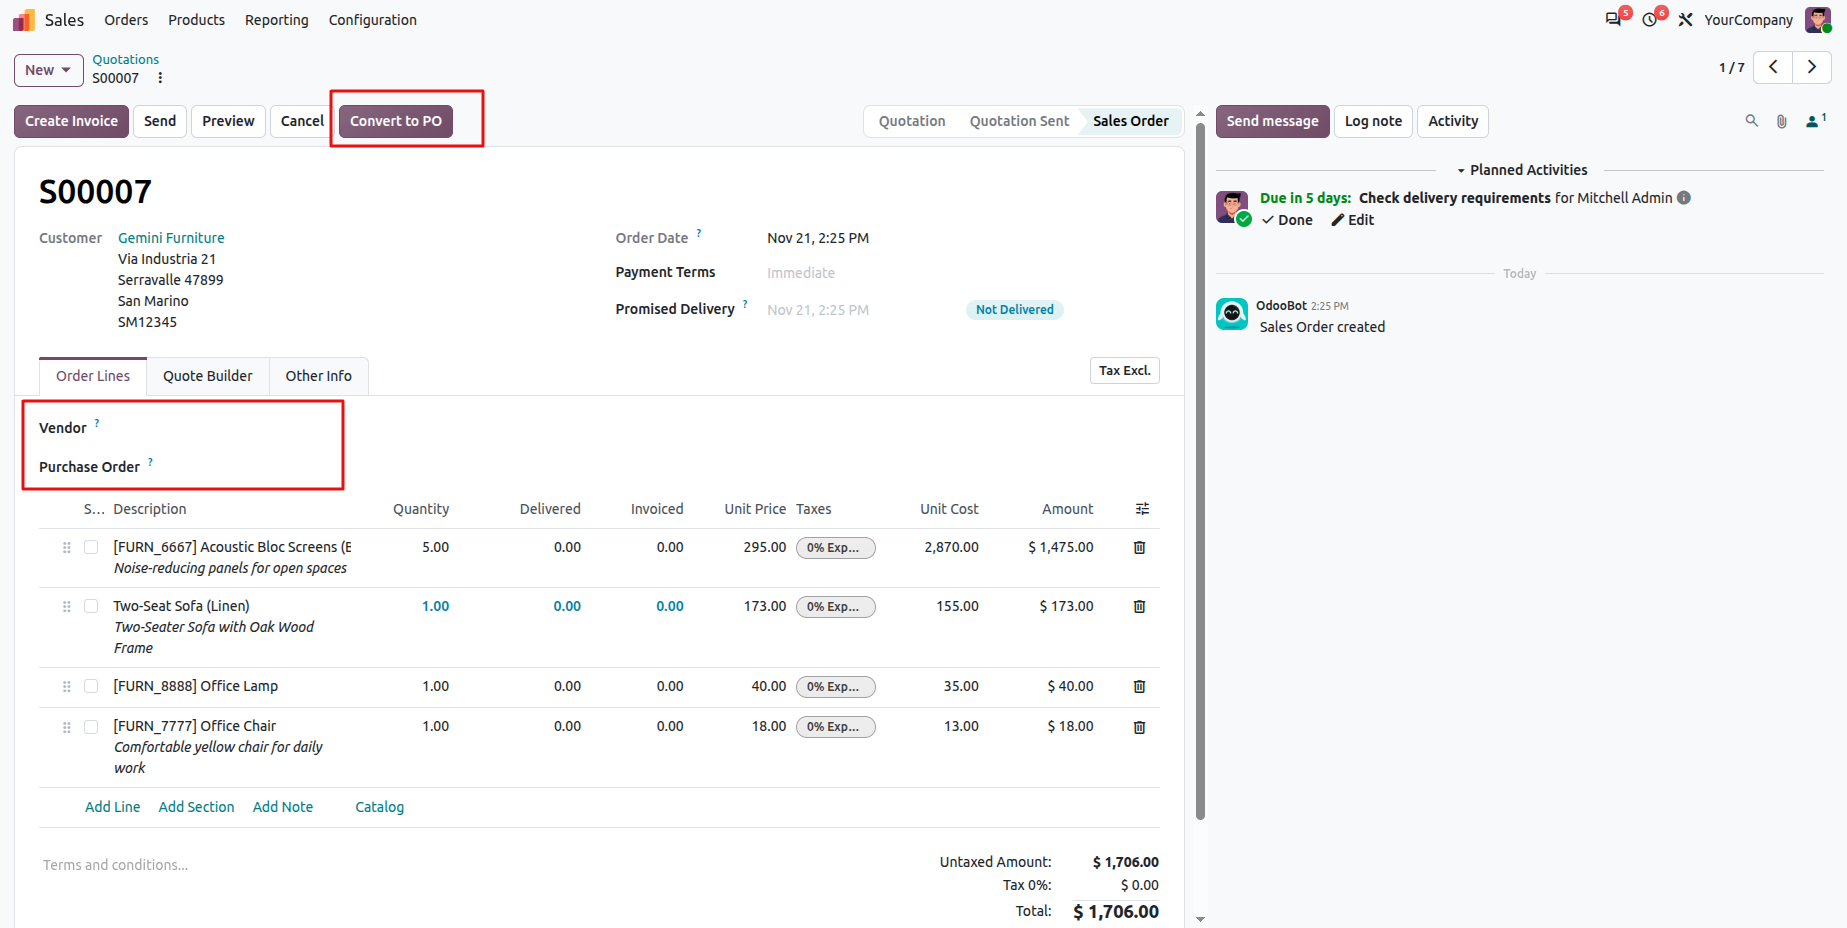 Sales Orders Products Reporting Configuration 5 6 YourCompany
New Quotations
S00007
1 / 7
Create Invoice Send Preview Cancel Convert to PO Quotation Quotation Sent Sales Order
Send message Log note Activity 1
S00007
Customer Gemini Furniture
Via Industria 21
Serravalle 47899
San Marino
SM12345
Order Date ? Nov 21, 2:25 PM
Payment Terms Immediate
Promised Delivery ? Nov 21, 2:25 PM Not Delivered
Order Lines Quote Builder Other Info Tax Excl.
Vendor ?
Purchase Order ?
S... Description Quantity Delivered Invoiced Unit Price Taxes Unit Cost Amount
[FURN_6667] Acoustic Bloc Screens (B 5.00 0.00 0.00 295.00 0% Exp... 2,870.00 $ 1,475.00
Noise-reducing panels for open spaces
Two-Seat Sofa (Linen) 1.00 0.00 0.00 173.00 0% Exp... 155.00 $ 173.00
Two-Seater Sofa with Oak Wood
Frame
[FURN_8888] Office Lamp 1.00 0.00 0.00 40.00 0% Exp... 35.00 $ 40.00
[FURN_7777] Office Chair 1.00 0.00 0.00 18.00 0% Exp... 13.00 $ 18.00
Comfortable yellow chair for daily
work
Add Line Add Section Add Note Catalog
Terms and conditions...
Untaxed Amount: $ 1,706.00
Tax 0%: $ 0.00
Total: $ 1,706.00
Planned Activities
Due in 5 days: Check delivery requirements for Mitchell Admin
Done Edit
Today
OdooBot 2:25 PM
Sales Order created